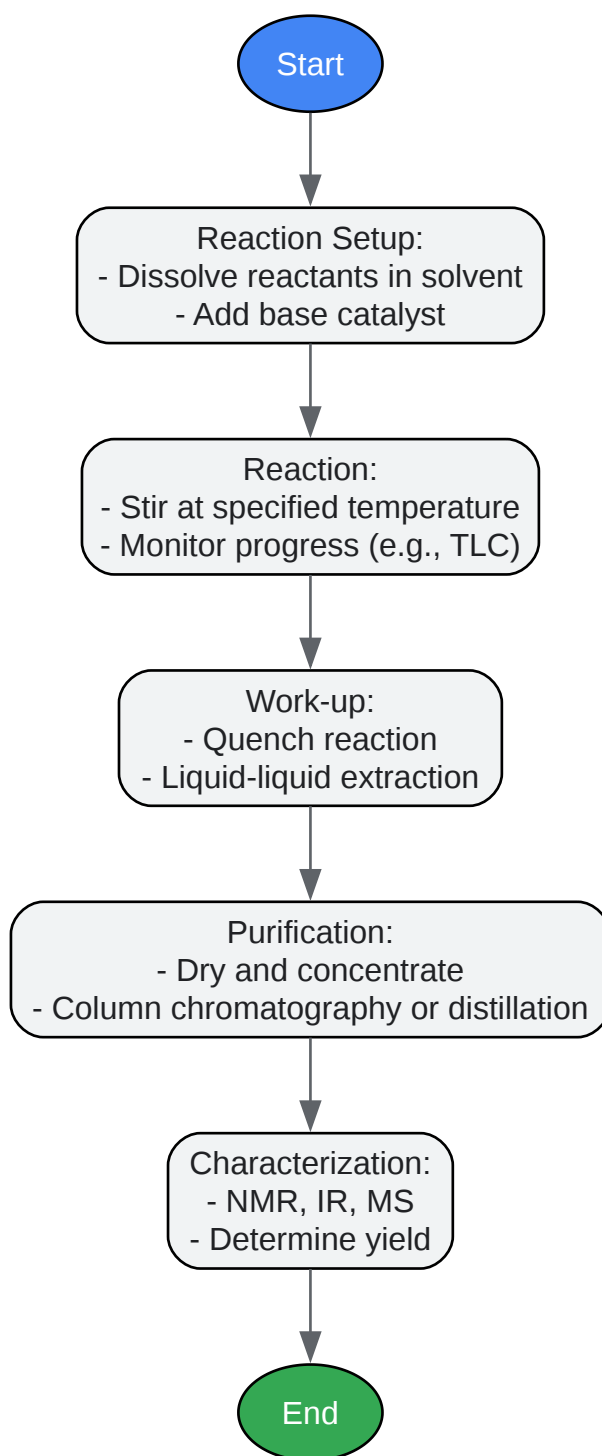 Start
Reaction Setup:
- Dissolve reactants in solvent
- Add base catalyst
Reaction:
- Stir at specified temperature
- Monitor progress (e.g., TLC)
Work-up:
- Quench reaction
- Liquid-liquid extraction
Purification:
- Dry and concentrate
- Column chromatography or distillation
Characterization:
- NMR, IR, MS
- Determine yield
End